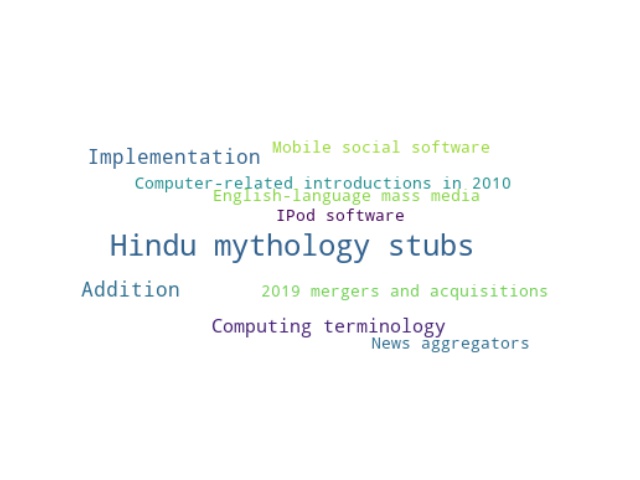 Mobile social software
Implementation
Computer-related introductions in 2010
English-language mass media
IPod software
Hindu mythology stubs
Addition
2019 mergers and acquisitions
Computing terminology
News aggregators